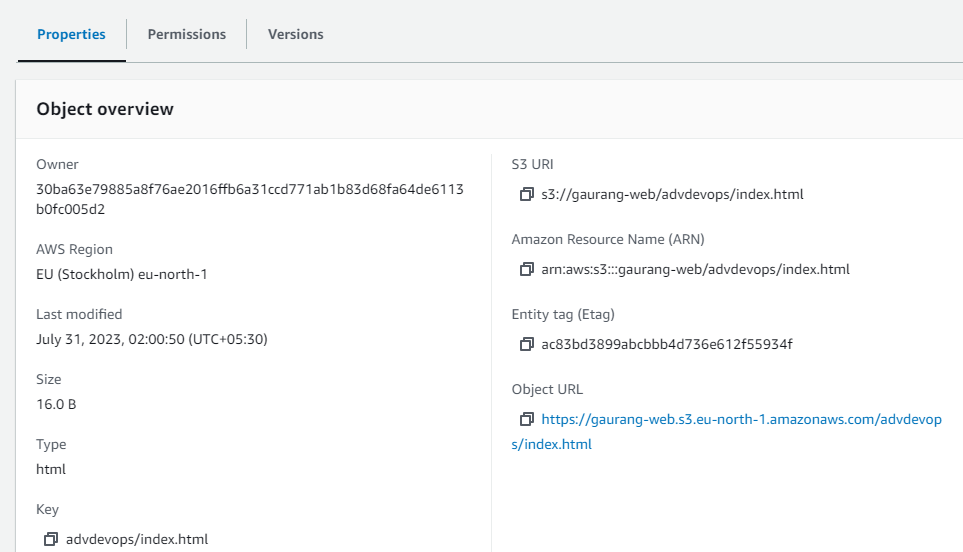 Properties
Permissions
Versions
Object overview
Owner
30ba63e79885a8f76ae2016ffb6a31ccd771ab1b83d68fa64de6113
b0fc005d2
AWS Region
EU (Stockholm) eu-north-1
Last modified
July 31, 2023, 02:00:50 (UTC+05:30)
Size
16.0 B
Type
html
Key
advdevops/index.html
S3 URI
s3://gaurang-web/advdevops/index.html
Amazon Resource Name (ARN)
arn:aws:s3:::gaurang-web/advdevops/index.html
Entity tag (Etag)
ac83bd3899abcbbb4d736e612f55934f
Object URL
https://gaurang-web.s3.eu-north-1.amazonaws.com/advdevop
s/index.html